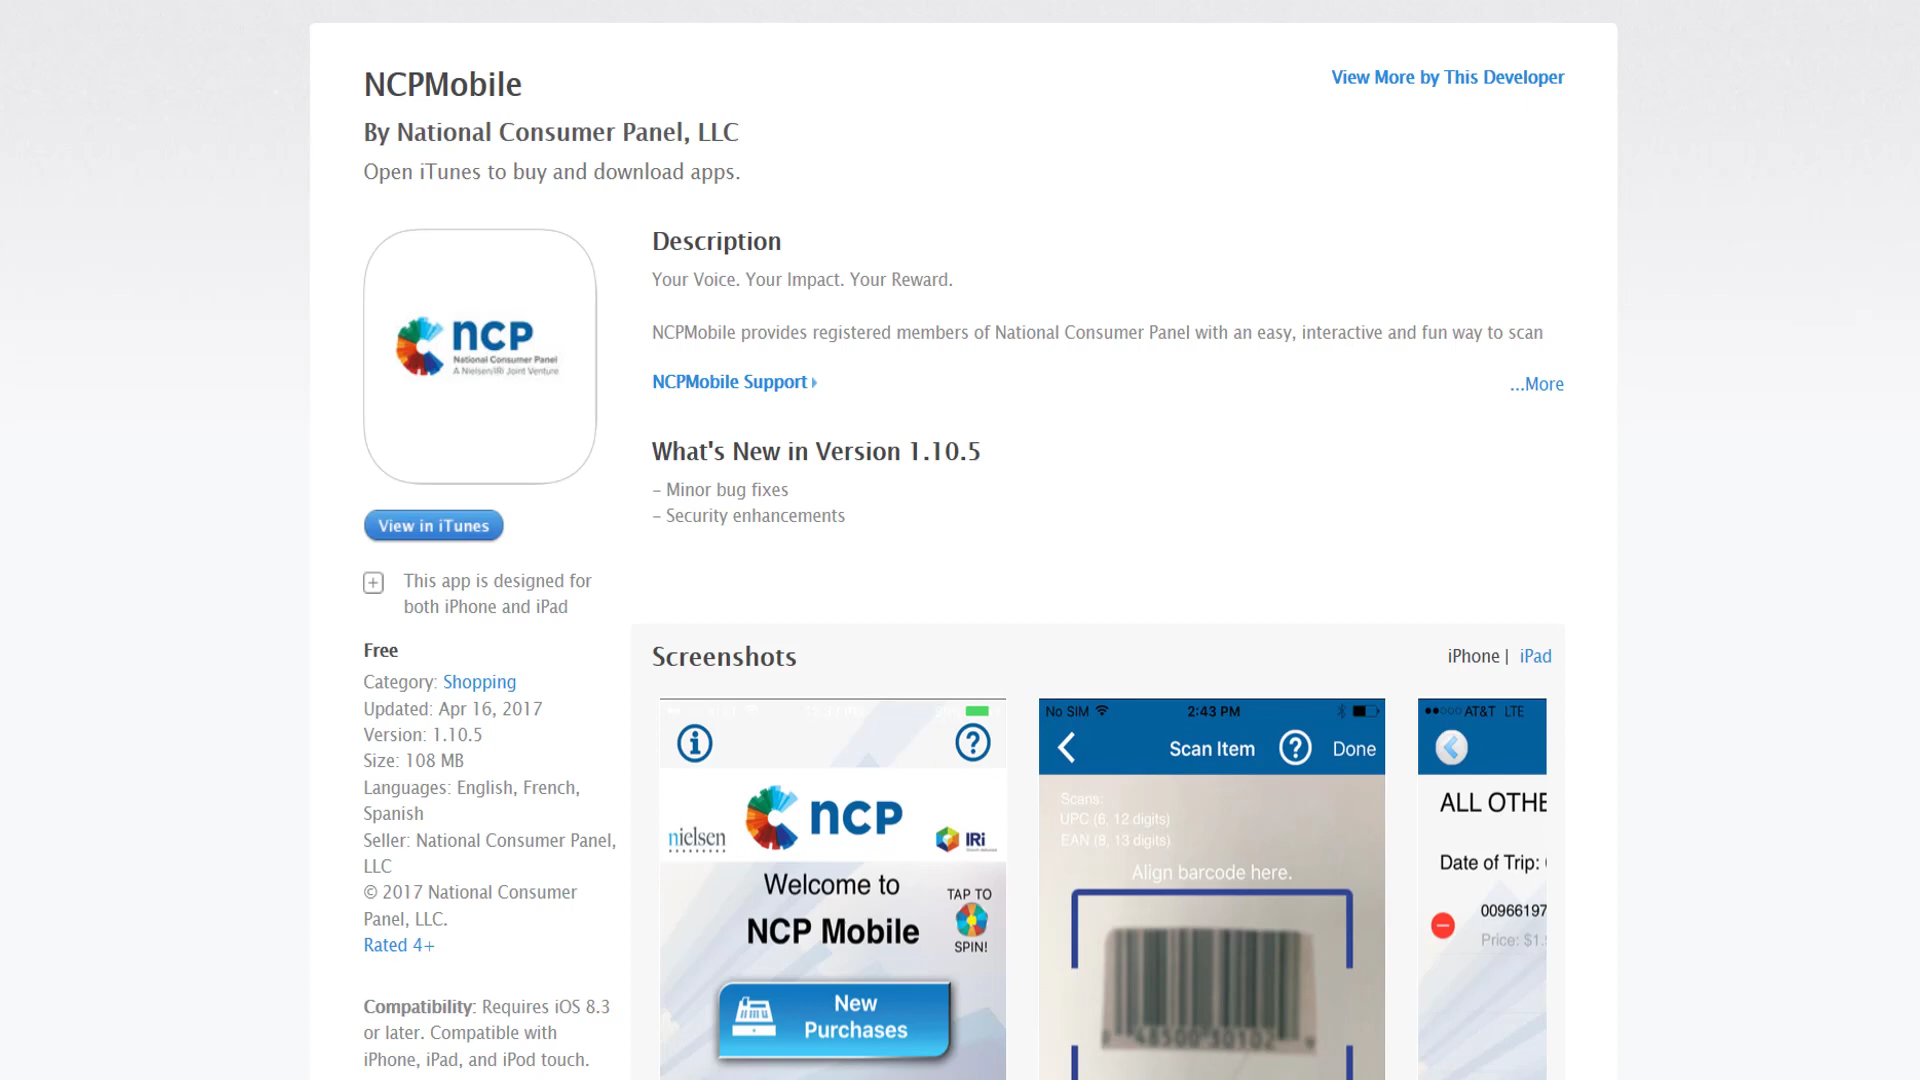 NCPMobile
View More by This Developer
By National Consumer Panel, LLC
Open iTunes to buy and download apps.
ncp
National Consumer Panel
A Nielsen/IRi Joint Venture
Description
Your Voice. Your Impact. Your Reward.
NCPMobile provides registered members of National Consumer Panel with an easy, interactive and fun way to scan
NCPMobile Support
...More
What's New in Version 1.10.5
- Minor bug fixes
- Security enhancements
View in iTunes
This app is designed for
both iPhone and iPad
Free
Category: Shopping
Updated: Apr 16, 2017
Version: 1.10.5
Size: 108 MB
Languages: English, French,
Spanish
Seller: National Consumer Panel,
LLC
© 2017 National Consumer
Panel, LLC.
Rated 4+
Compatibility: Requires iOS 8.3
or later. Compatible with
iPhone, iPad, and iPod touch.
Screenshots
iPhone | iPad
nielsen
ncp
IRi
Welcome to
NCP Mobile
TAP TO
SPIN!
New
Purchases
No SIM
2:43 PM
Scan Item
Done
Scans:
UPC (6, 12 digits)
EAN (8, 13 digits)
Align barcode here.
AT&T LTE
ALL OTHE
Date of Trip:
00966197
Price: $1.